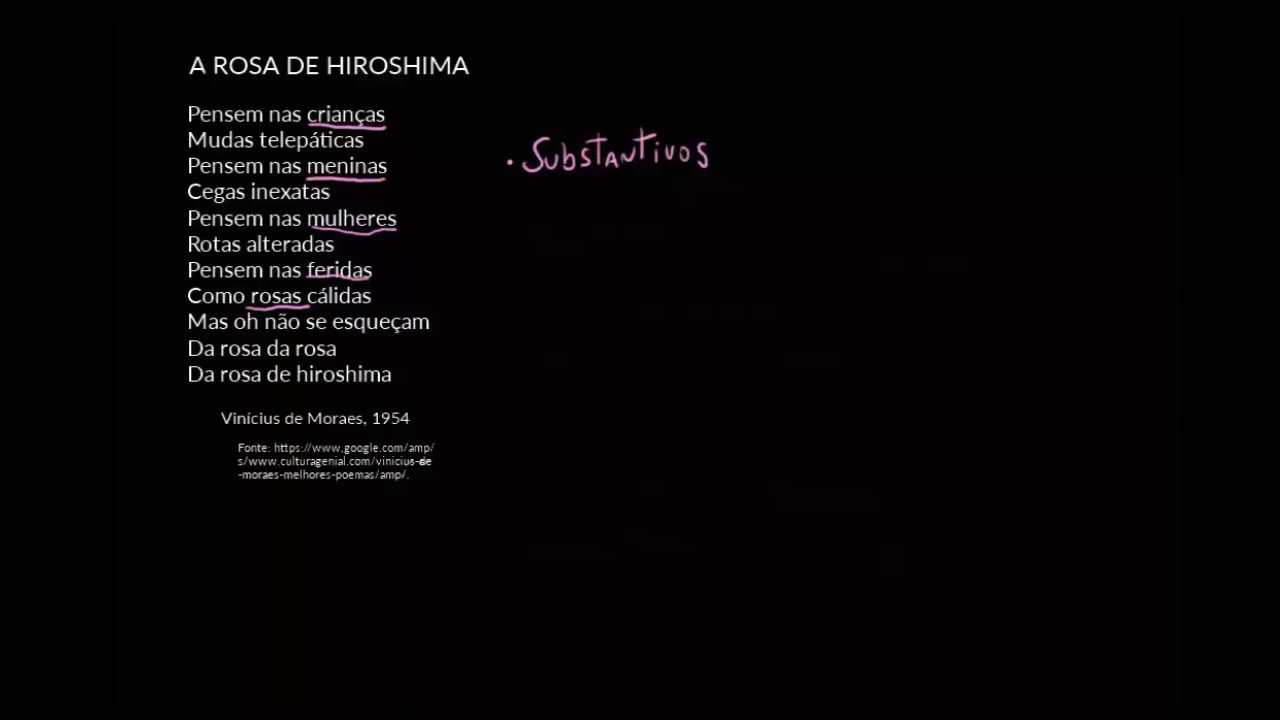 A ROSA DE HIROSHIMA
Pensem nas crianças
Mudas telepáticas
Pensem nas meninas
Cegas inexatas
Pensem nas mulheres
Rotas alteradas
Pensem nas feridas
Como rosas cálidas
Mas oh não se esqueçam
Da rosa da rosa
Da rosa de hiroshima
Vinícius de Moraes, 1954
Fonte: https://www.google.com/amp/
s/www.culturagenial.com/vinicius-de
-moraes-melhores-poemas/amp/.
• Substantivos